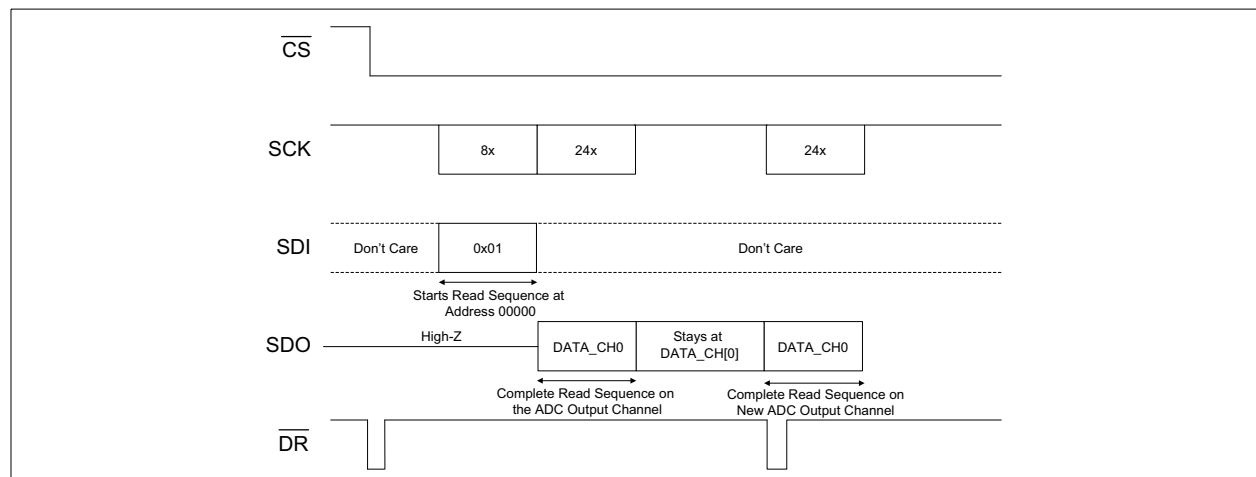 CS
SCK
8x
24x
24x
SDI
Don't Care
0x01
Don't Care
Starts Read Sequence at
Address 00000
SDO
High-Z
DATA_CH0
Stays at
DATA_CH[0]
DATA_CH0
Complete Read Sequence on
the ADC Output Channel
Complete Read Sequence on
New ADC Output Channel
DR